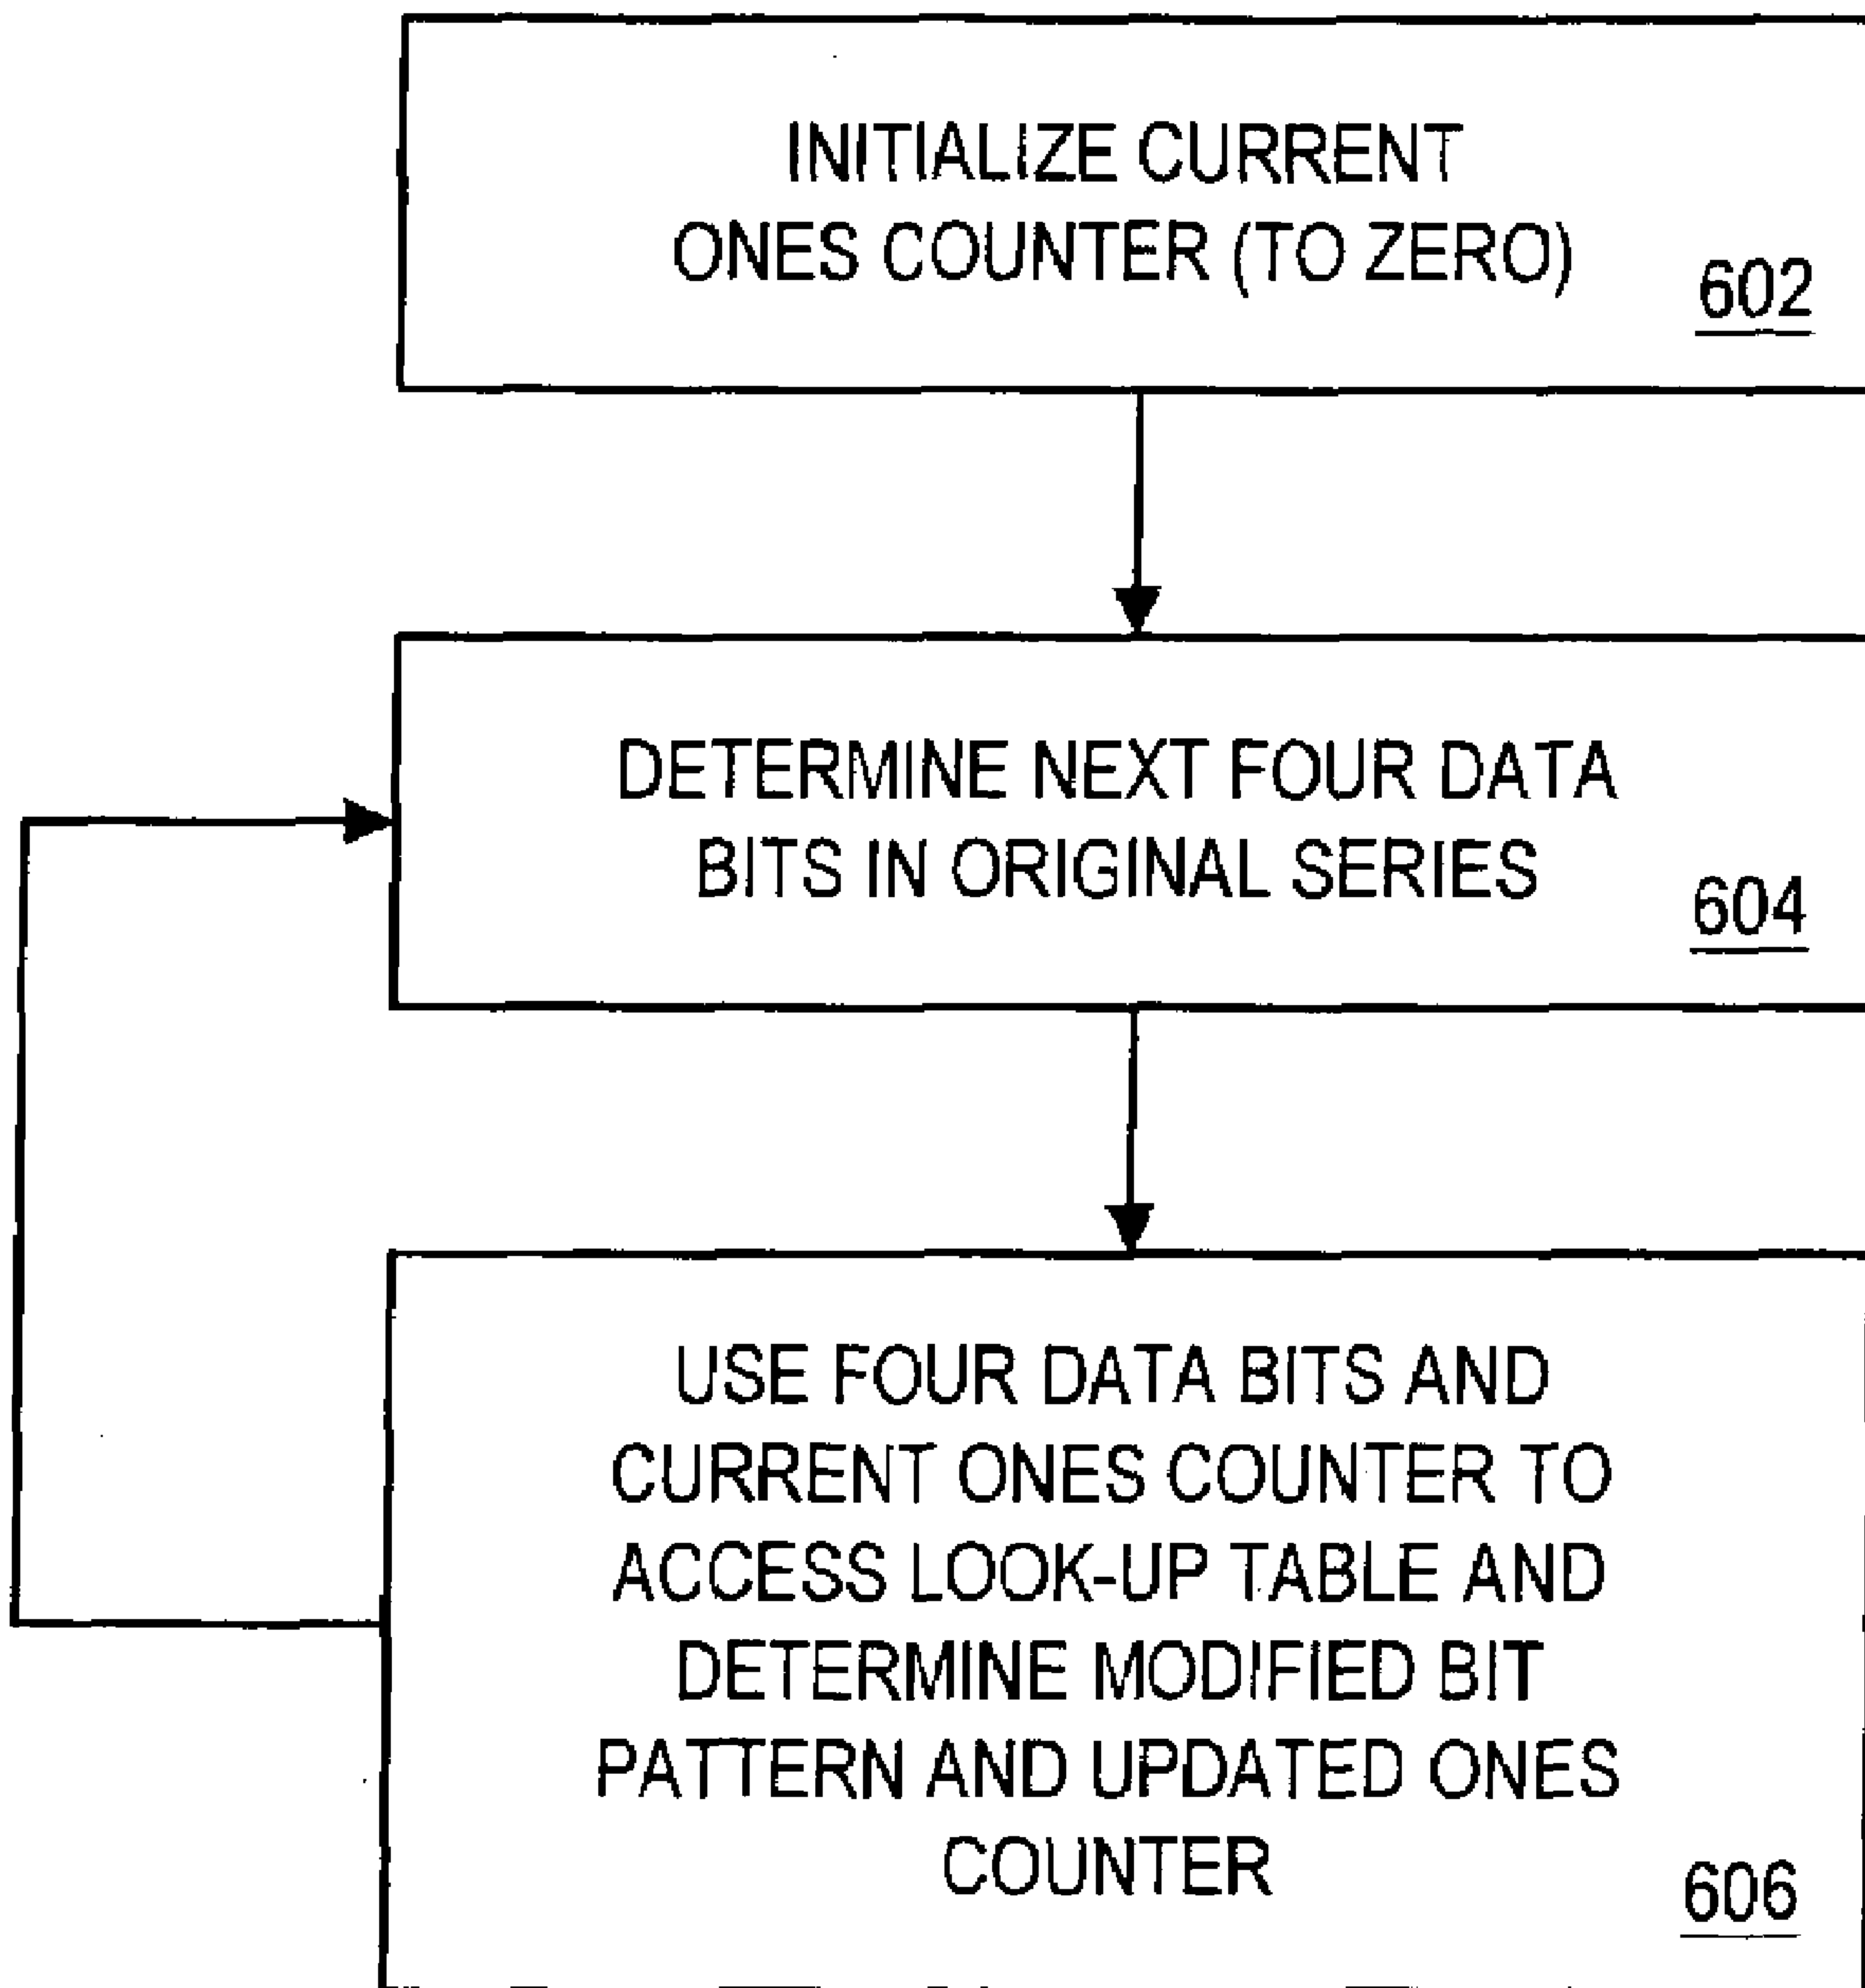 INITIALIZE CURRENT
ONES COUNTER (TO ZERO)
602
DETERMINE NEXT FOUR DATA
BITS IN ORIGINAL SERIES
604
USE FOUR DATA BITS AND
CURRENT ONES COUNTER TO
ACCESS LOOK-UP TABLE AND
DETERMINE MODIFIED BIT
PATTERN AND UPDATED ONES
COUNTER
606